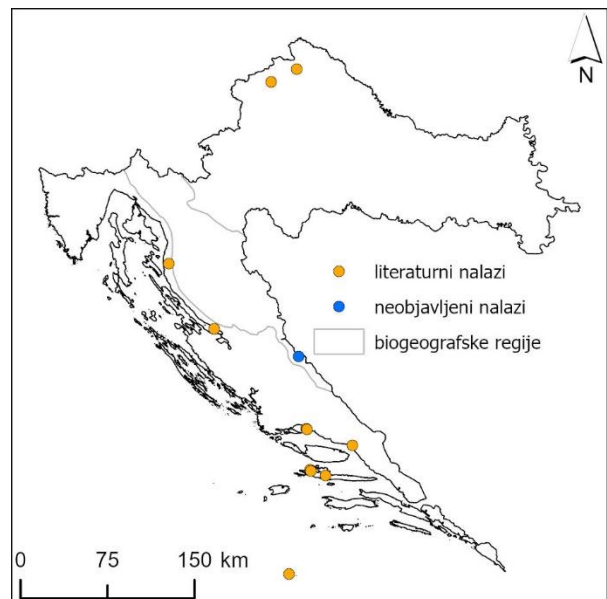 N
literaturni nalazi
neobjavljeni nalazi
biogeografske regije
0 75 150 km